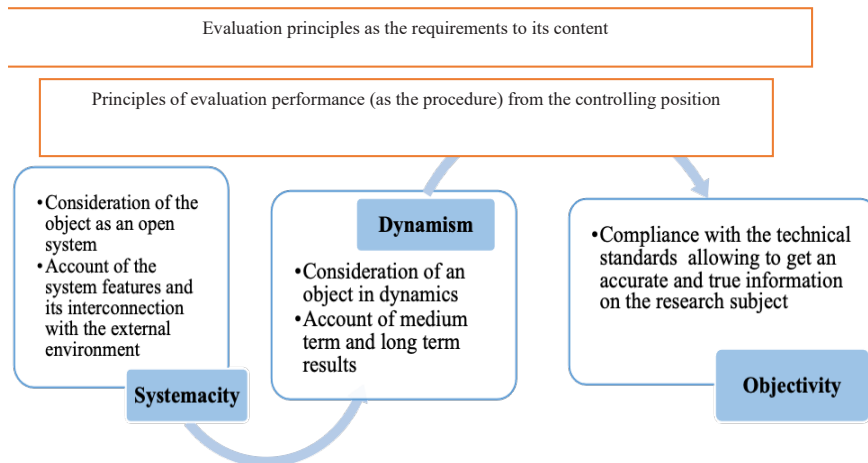 Evaluation principles as the requirements to its content
Principles of evaluation performance (as the procedure) from the controlling position
•Consideration of the
object as an open
system
•Account of the
system features and
its interconnection
with the external
environment
Systemacity
Dynamism
•Consideration of an
object in dynamics
•Account of medium
term and long term
results
•Compliance with the technical
standards allowing to get an
accurate and true information
on the research subject
Objectivity